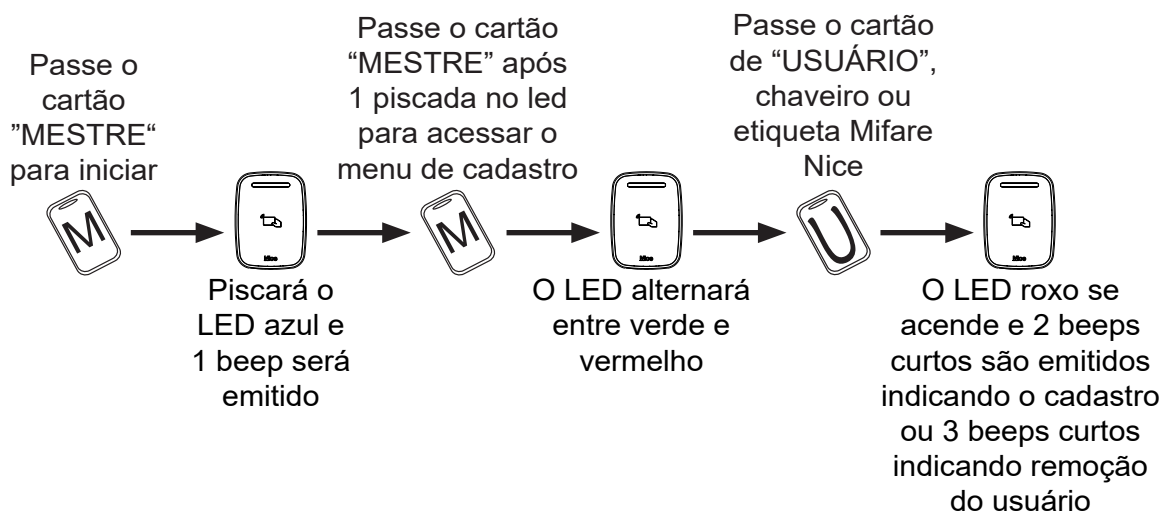 Passe o
cartão
”MESTRE“
para iniciar
M
Piscará o
LED azul e
1 beep será
emitido
Nice
Passe o cartão
“MESTRE” após
1 piscada no led
para acessar o
menu de cadastro
M
O LED alternará
entre verde e
vermelho
Nice
Passe o cartão
de “USUÁRIO”,
chaveiro ou
etiqueta Mifare
Nice
U
Nice
O LED roxo se
acende e 2 beeps
curtos são emitidos
indicando o cadastro
ou 3 beeps curtos
indicando remoção
do usuário